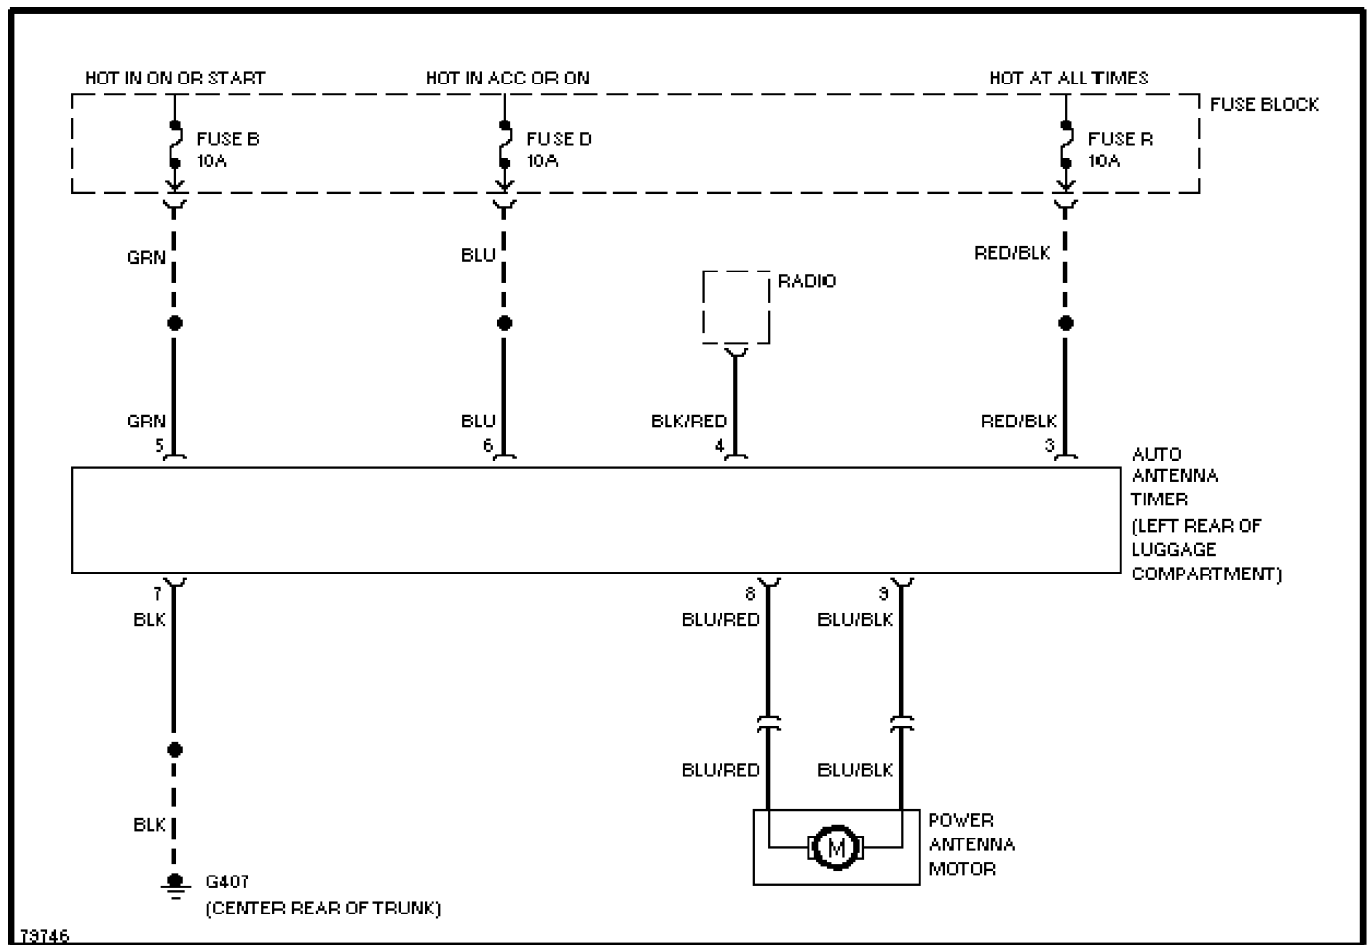 HOT IN ON OR START
HOT IN ACC OR ON
HOT AT ALL TIMES
FUSE BLOCK
FUSE B
10A
FUSE D
10A
FUSE R
10A
GRN
BLU
RED/BLK
RADIO
GRN
BLU
BLK/RED
RED/BLK
5
6
4
3
AUTO
ANTENNA
TIMER
(LEFT REAR OF
LUGGAGE
COMPARTMENT)
7
8
9
BLK
BLU/RED
BLU/BLK
BLU/RED
BLU/BLK
BLK
POWER
ANTENNA
MOTOR
M
G407
(CENTER REAR OF TRUNK)
79746